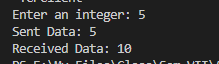 Enter an integer: 5
Sent Data: 5
Received Data: 10